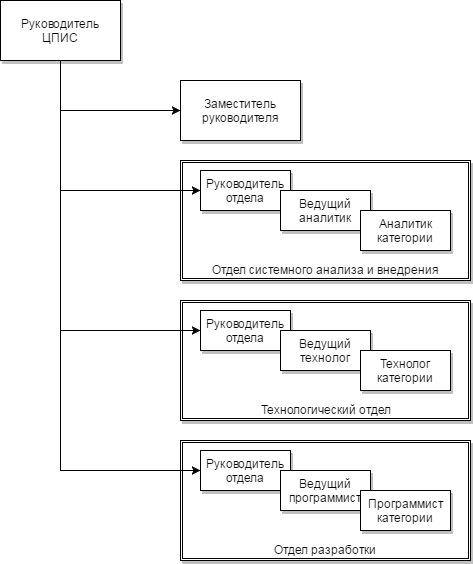 Руководитель
ЦПИС
Заместитель
руководителя
Руководитель
отдела
Ведущий
аналитик
Аналитик
категории
Отдел системного анализа и внедрения
Руководитель
отдела
Ведущий
технолог
Технолог
категории
Технологический отдел
Руководитель
отдела
Ведущий
программист
Программист
категории
Отдел разработки